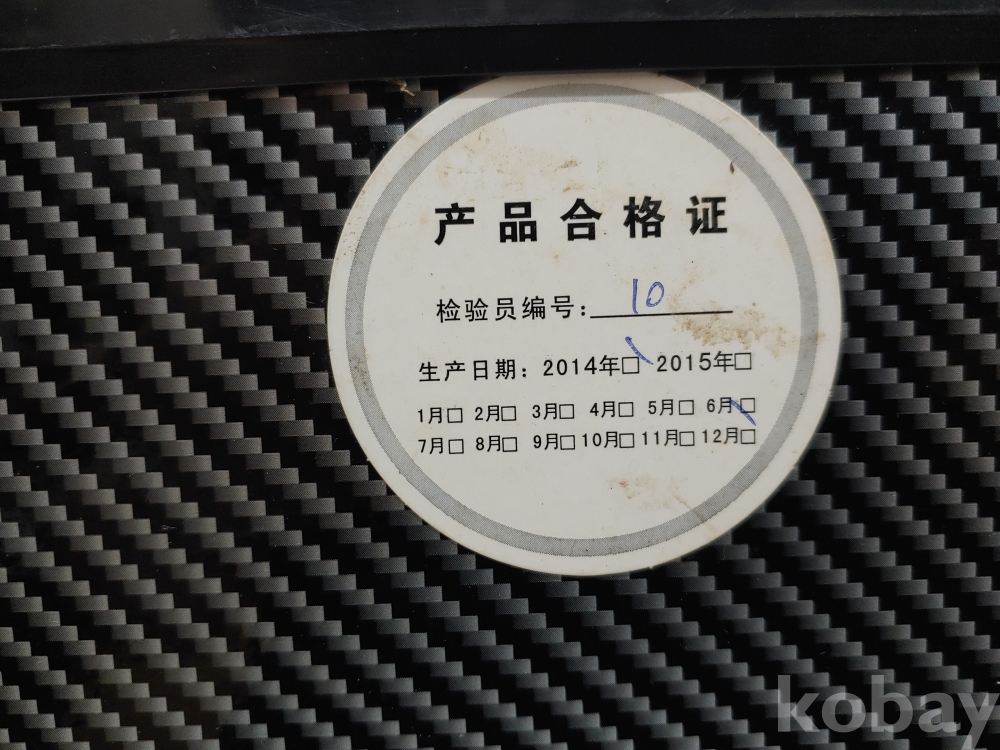 产品合格证
检验员编号: 10
生产日期: 2014年□ 2015年□
1月□ 2月□ 3月□ 4月□ 5月□ 6月□
7月□ 8月□ 9月□ 10月□ 11月□ 12月□
kobay